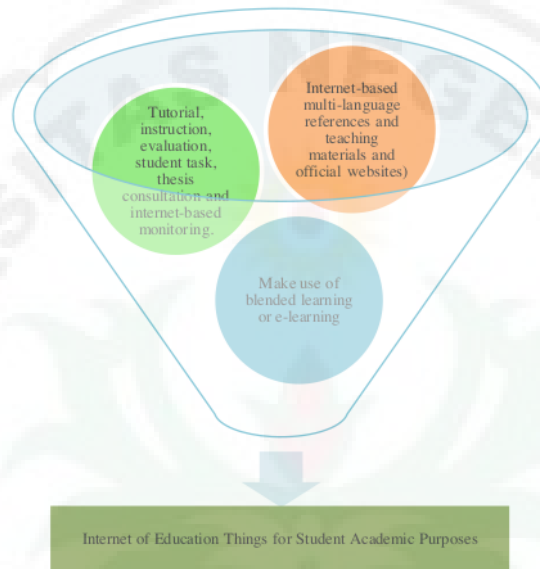 Tutorial,
instruction,
evaluation,
student task,
thesis
consultation and
internet-based
monitoring.
Internet-based
multi-language
references and
teaching
materials and
official websites)
Make use of
blended learning
or e-learning
Internet of Education Things for Student Academic Purposes